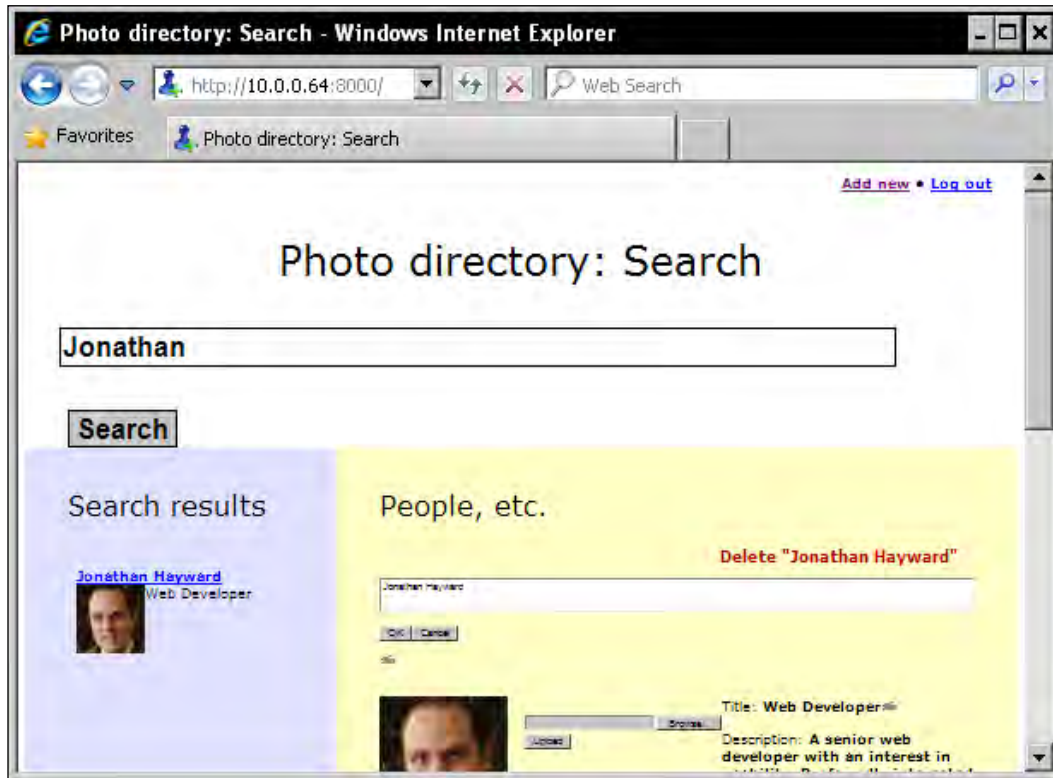 Photo directory: Search - Windows Internet Explorer
http://10.0.0.64:8000/
Web Search
Favorites
Photo directory: Search
Add new • Log out
Photo directory: Search
Jonathan
Search
Search results
People, etc.
Delete "Jonathan Hayward"
Jonathan Hayward
Web Developer
Jonathan Hayward
OK Cancel
Title: Web Developer
Browse...
Upload
Description: A senior web
developer with an interest in